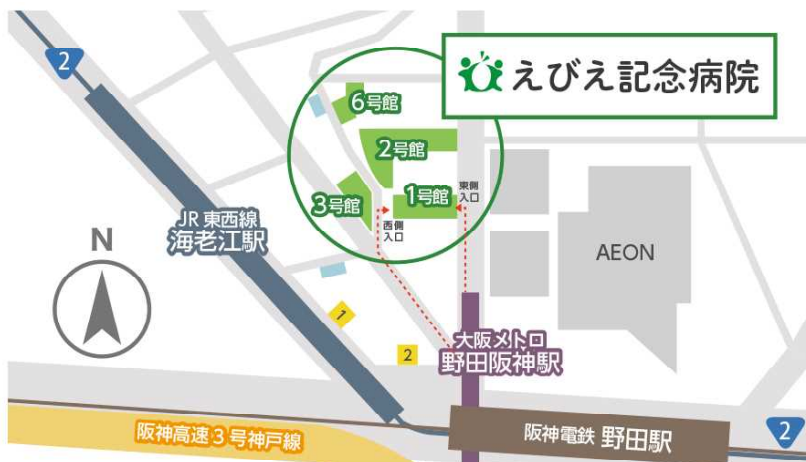 2
えびえ記念病院
6号館
2号館
3号館
1号館
東側
入口
西側
入口
JR東西線
海老江駅
N
AEON
1
2
大阪メトロ
野田阪神駅
阪神高速3号神戸線
阪神電鉄 野田駅
2